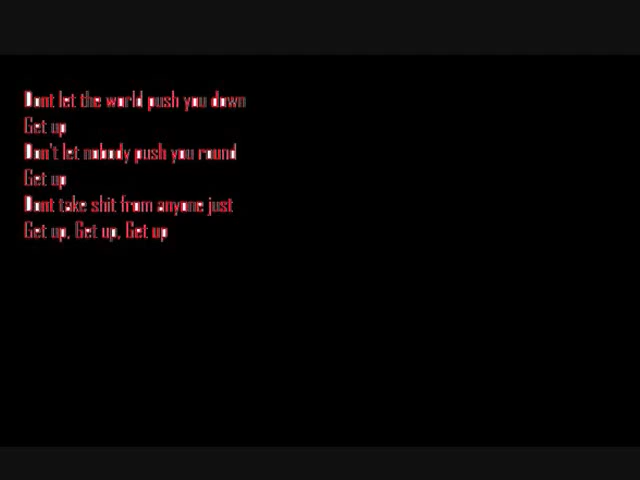 Dont let the world push you down
Get up
Don't let nobody push you round
Get up
Dont take shit from anyone just
Get up, Get up, Get up